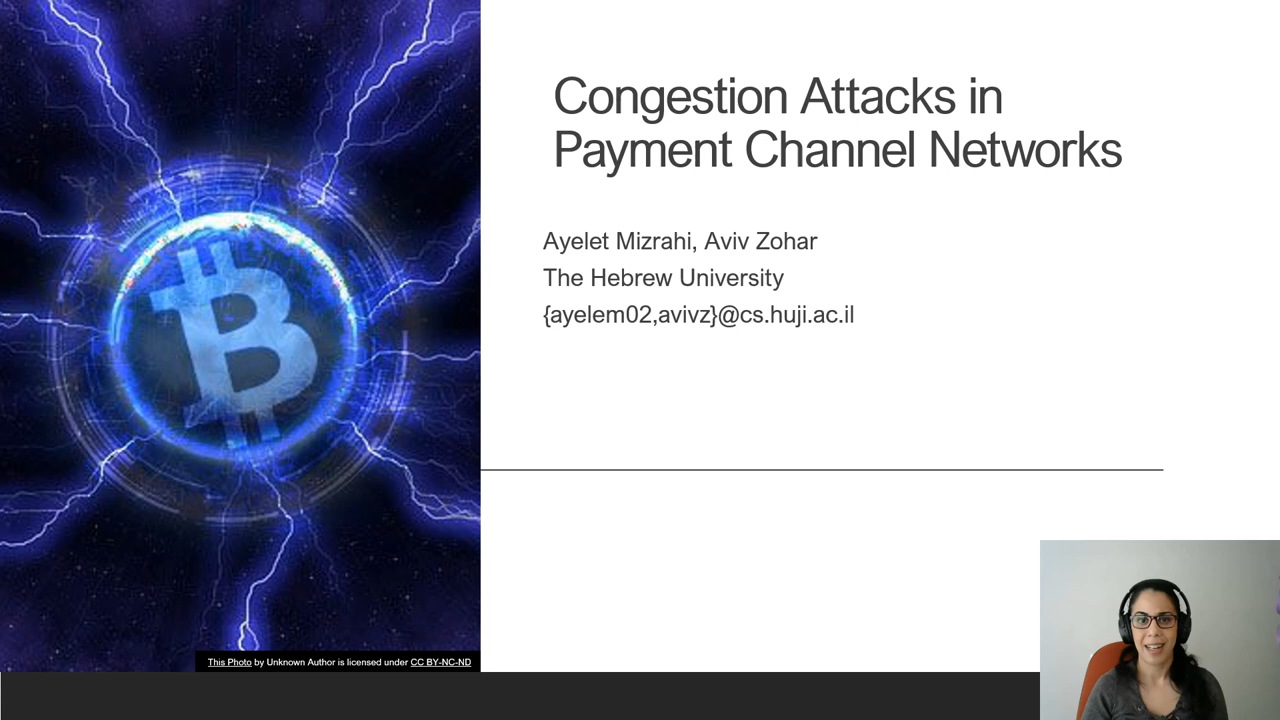 Congestion Attacks in
Payment Channel Networks
Ayelet Mizrahi, Aviv Zohar
The Hebrew University
{ayelem02,avivz}@cs.huji.ac.il
This Photo by Unknown Author is licensed under CC BY-NC-ND